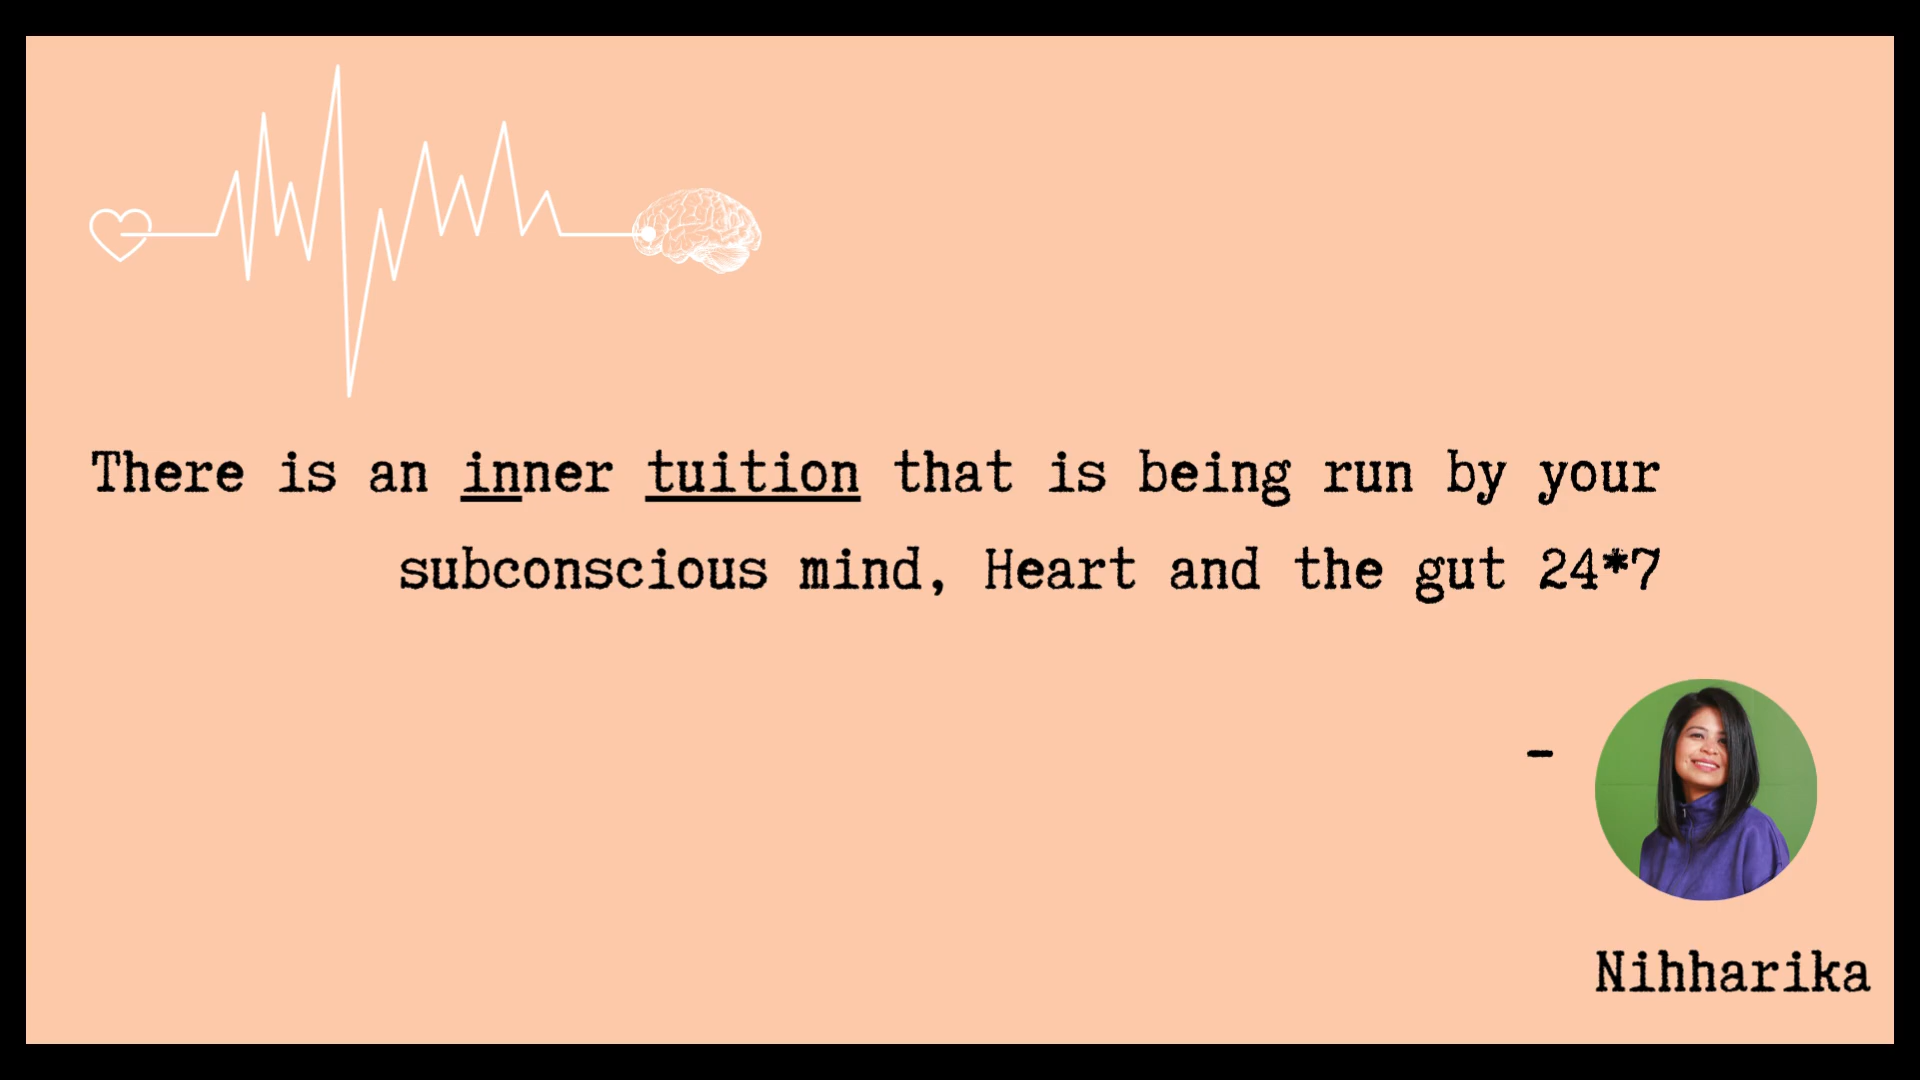 There is an inner tuition that is being run by your
subconscious mind, Heart and the gut 24*7
-
Nihharika